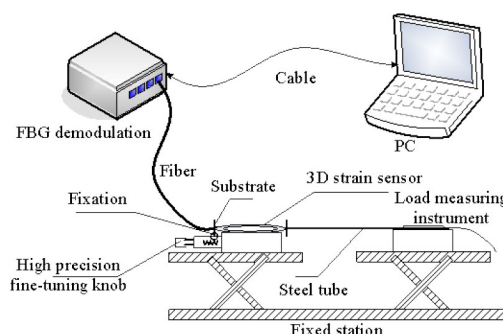 Cable
FBG demodulation
PC
Fiber
Fixation
Substrate
3D strain sensor
Load measuring
instrument
High precision
fine-tuning knob
Steel tube
Fixed station